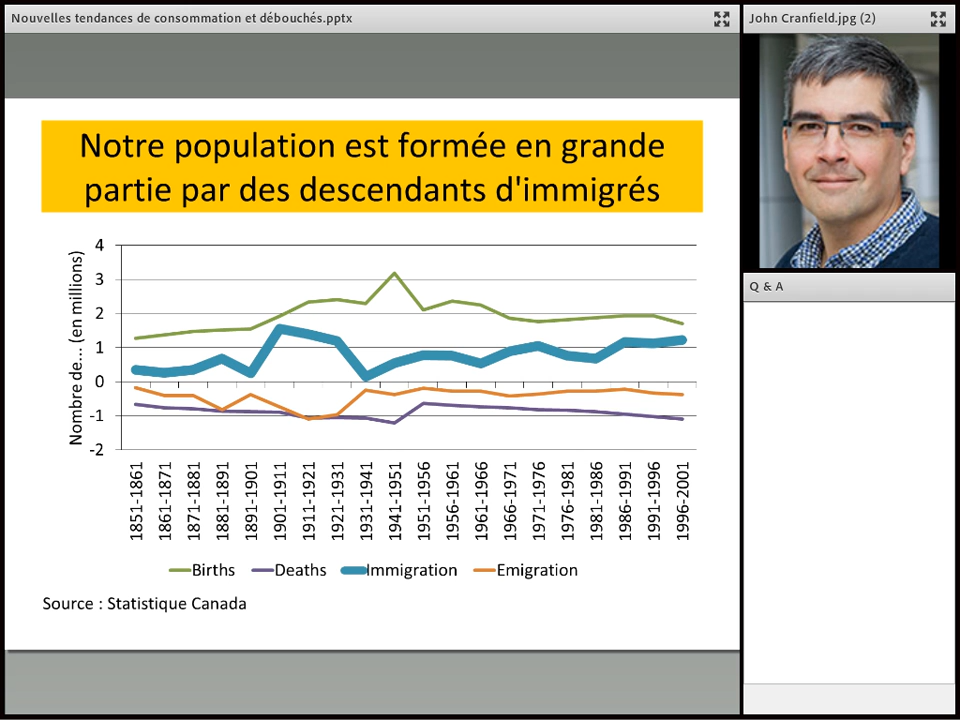 Nouvelles tendances de consommation et débouchés.pptx
John Cranfield.jpg (2)
Q & A
Notre population est formée en grande
partie par des descendants d'immigrés
Nombre de... (en millions)
4
3
2
1
0
-1
-2
1851-1861
1861-1871
1871-1881
1881-1891
1891-1901
1901-1911
1911-1921
1921-1931
1931-1941
1941-1951
1951-1956
1956-1961
1961-1966
1966-1971
1971-1976
1976-1981
1981-1986
1986-1991
1991-1996
1996-2001
Births
Deaths
Immigration
Emigration
Source : Statistique Canada